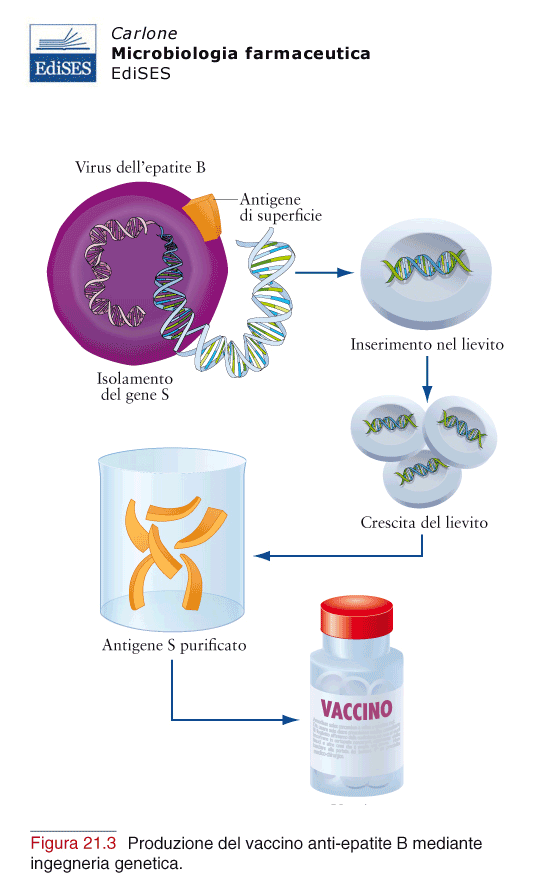 Carlone
Microbiologia farmaceutica
EdiSES
EdiSES
Virus dell'epatite B
Antigene
di superficie
Isolamento
del gene S
Inserimento nel lievito
Crescita del lievito
Antigene S purificato
VACCINO
Figura 21.3 Produzione del vaccino anti-epatite B mediante
ingegneria genetica.